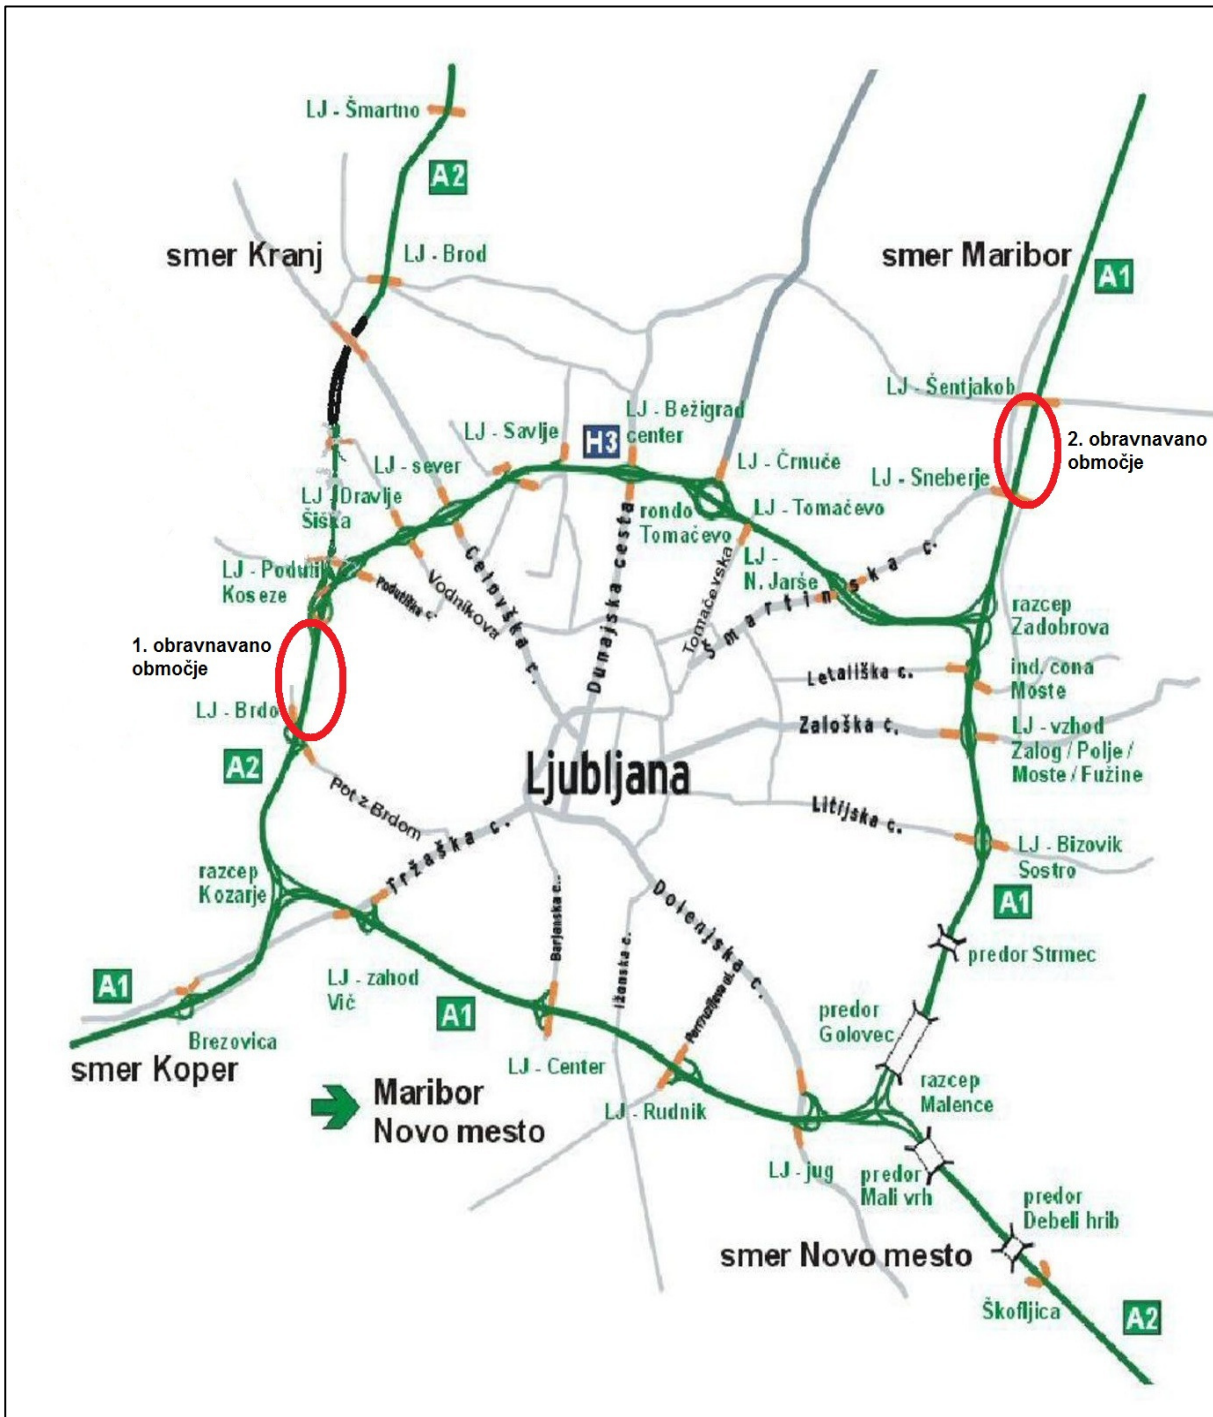 LJ - Šmartno
A2
smer Kranj
LJ - Brod
smer Maribor
A1
LJ - Šentjakob
LJ - Savlje
H3
LJ - Bežigrad
center
2. obravnavano
območje
LJ - sever
LJ - Črnuče
LJ - Sneberje
LJ - Dravlje
Šiška
rondo
Tomačevo
LJ - Tomačevo
LJ - Podutik
Koseze
Podutiška c.
Vodnikova
Celovška c.
Dunajska cesta
Tomačevska
LJ -
N. Jarše
Šmartinska c.
razcep
Zadobrova
1. obravnavano
območje
Letališka c.
ind. cona
Moste
LJ - Brdo
Zaloška c.
LJ - vzhod
Zalog / Polje /
Moste / Fužine
A2
Ljubljana
Pot z Brdom
Litijska c.
Tržaška c.
LJ - Bizovik
Sostro
razcep
Kozarje
Dolenjska c.
A1
Barjanska c.
Ižanska c.
predor Strmec
A1
LJ - zahod
Vič
A1
predor
Golovec
Brezovica
smer Koper
LJ - Center
razcep
Malence
Maribor
Novo mesto
LJ - Rudnik
LJ - jug
predor
Mali vrh
predor
Debeli hrib
smer Novo mesto
Škofljica
A2